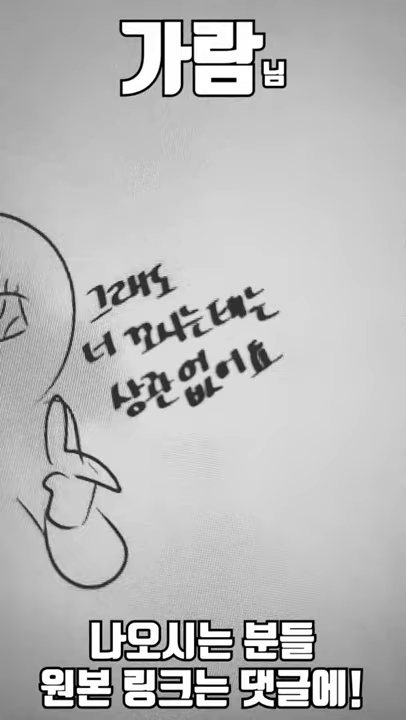 가람님
그래도
너 꼬시는데는
상관없어요
나오시는 분들
원본 링크는 댓글에!